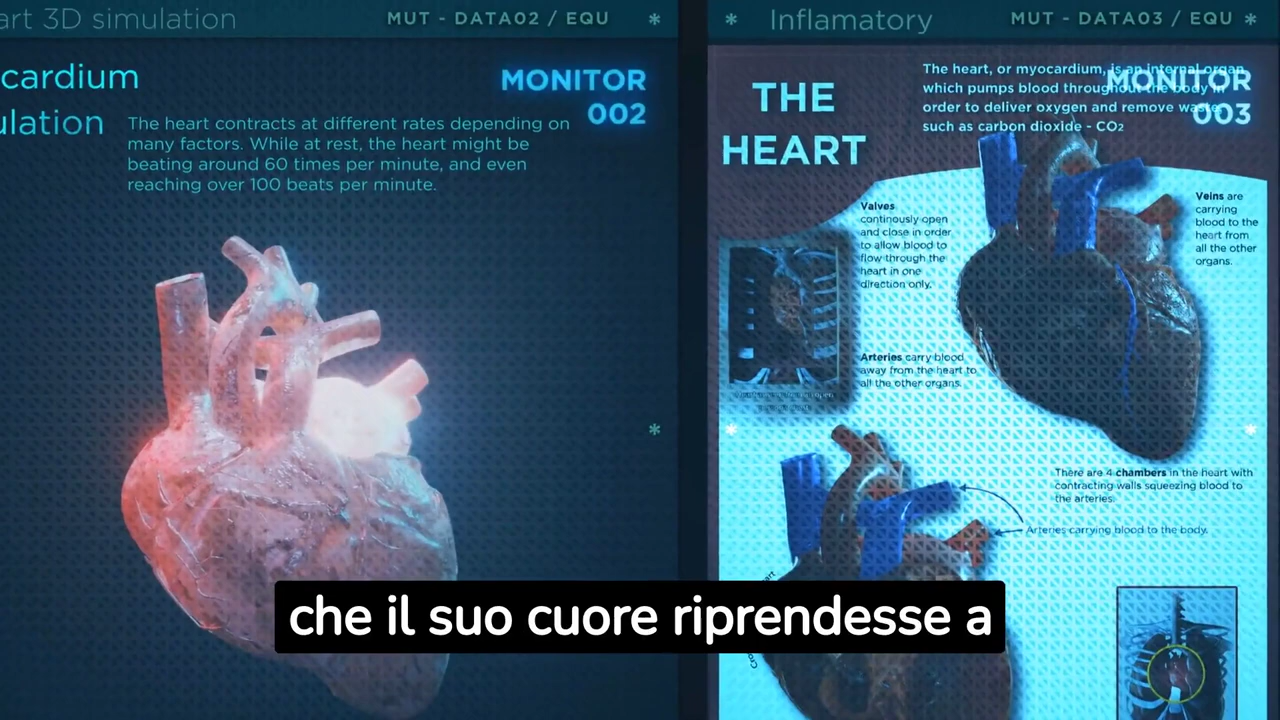 art 3D simulation
MUT - DATA02 / EQU *
cardium
ulation
MONITOR
002
The heart contracts at different rates depending on
many factors. While at rest, the heart might be
beating around 60 times per minute, and even
reaching over 100 beats per minute.
*
* Inflamatory
MUT - DATA03 / EQU *
THE
HEART
The heart, or myocardium, is an internal organ
which pumps blood throughout the body in
order to deliver oxygen and remove waste
such as carbon dioxide - CO₂
MONITOR
003
Valves
continously open
and close in order
to allow blood to
flow through the
heart in one
direction only.
Veins are
carrying
blood to the
heart from
all the other
organs.
Arteries carry blood
away from the heart to
all the other organs.
*
*
There are 4 chambers in the heart with
contracting walls squeezing blood to
the arteries.
Arteries carrying blood to the body.
che il suo cuore riprendesse a